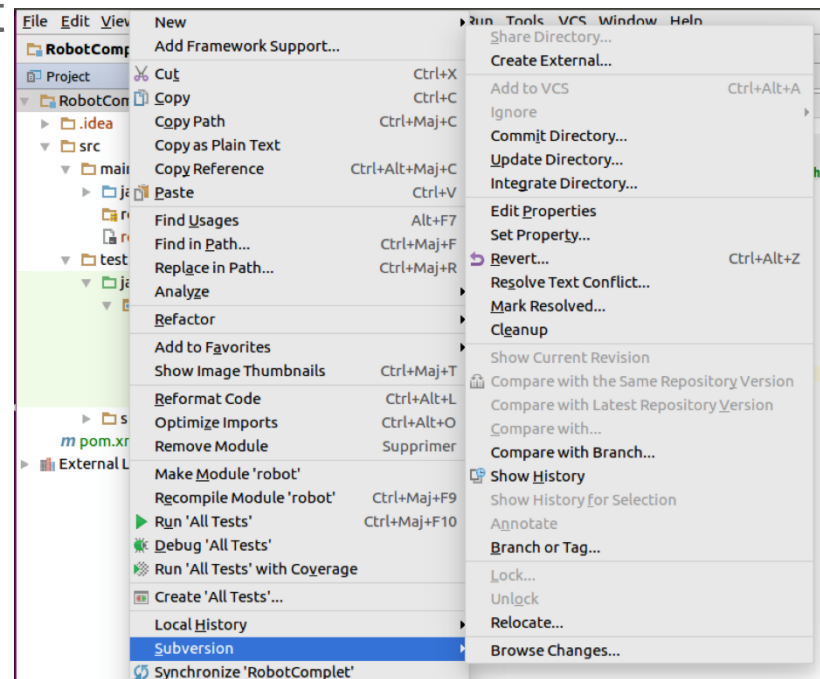 File Edit View Run Tools VCS Window Help
RobotComp
Project
RobotCom
.idea
src
main
test
pom.xm
External L
New
Add Framework Support...
Cut Ctrl+X
Copy Ctrl+C
Copy Path Ctrl+Maj+C
Copy as Plain Text
Copy Reference Ctrl+Alt+Maj+C
Paste Ctrl+V
Find Usages Alt+F7
Find in Path... Ctrl+Maj+F
Replace in Path... Ctrl+Maj+R
Analyze
Refactor
Add to Favorites
Show Image Thumbnails Ctrl+Maj+T
Reformat Code Ctrl+Alt+L
Optimize Imports Ctrl+Alt+O
Remove Module Supprimer
Make Module 'robot'
Recompile Module 'robot' Ctrl+Maj+F9
Run 'All Tests' Ctrl+Maj+F10
Debug 'All Tests'
Run 'All Tests' with Coverage
Create 'All Tests'...
Local History
Subversion
Synchronize 'RobotComplet'
Share Directory...
Create External...
Add to VCS Ctrl+Alt+A
Ignore
Commit Directory...
Update Directory...
Integrate Directory...
Edit Properties
Set Property...
Revert... Ctrl+Alt+Z
Resolve Text Conflict...
Mark Resolved...
Cleanup
Show Current Revision
Compare with the Same Repository Version
Compare with Latest Repository Version
Compare with...
Compare with Branch...
Show History
Show History for Selection
Annotate
Branch or Tag...
Lock...
Unlock
Relocate...
Browse Changes...